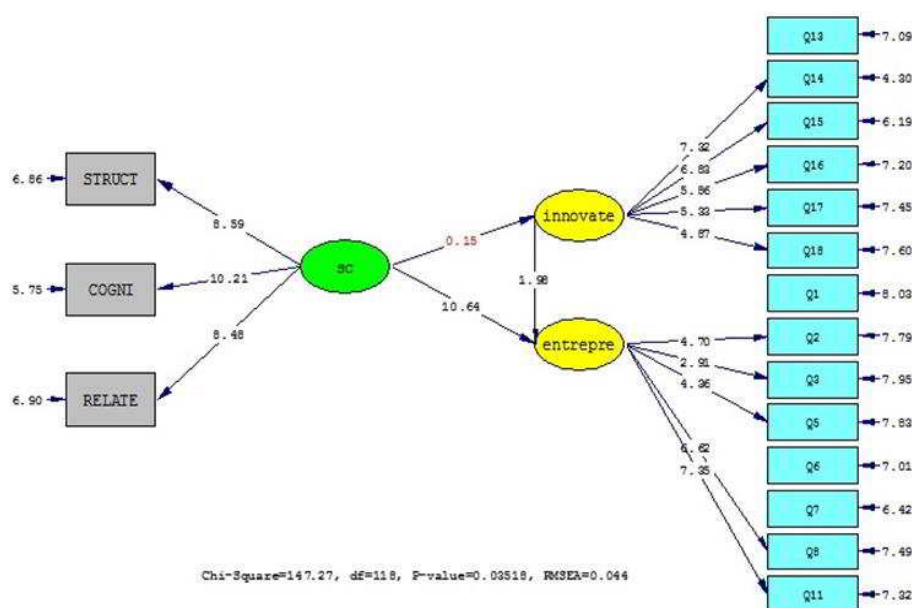 Q13 7.09
7.32 Q14 4.30
6.83 Q15 6.19
6.86 STRUCT 5.86 Q16 7.20
innovate 5.33 Q17 7.45
8.59 0.15 4.87 Q18 7.60
SC
5.75 COGNI 10.21 1.98 Q1 8.03
10.64
8.48 entrepre 4.70 Q2 7.79
2.91 Q3 7.95
6.90 RELATE 4.36 Q5 7.83
6.62 Q6 7.01
7.35
Q7 6.42
Q8 7.49
Chi-Square=147.27, df=118, P-value=0.03518, RMSEA=0.044
Q11 7.32